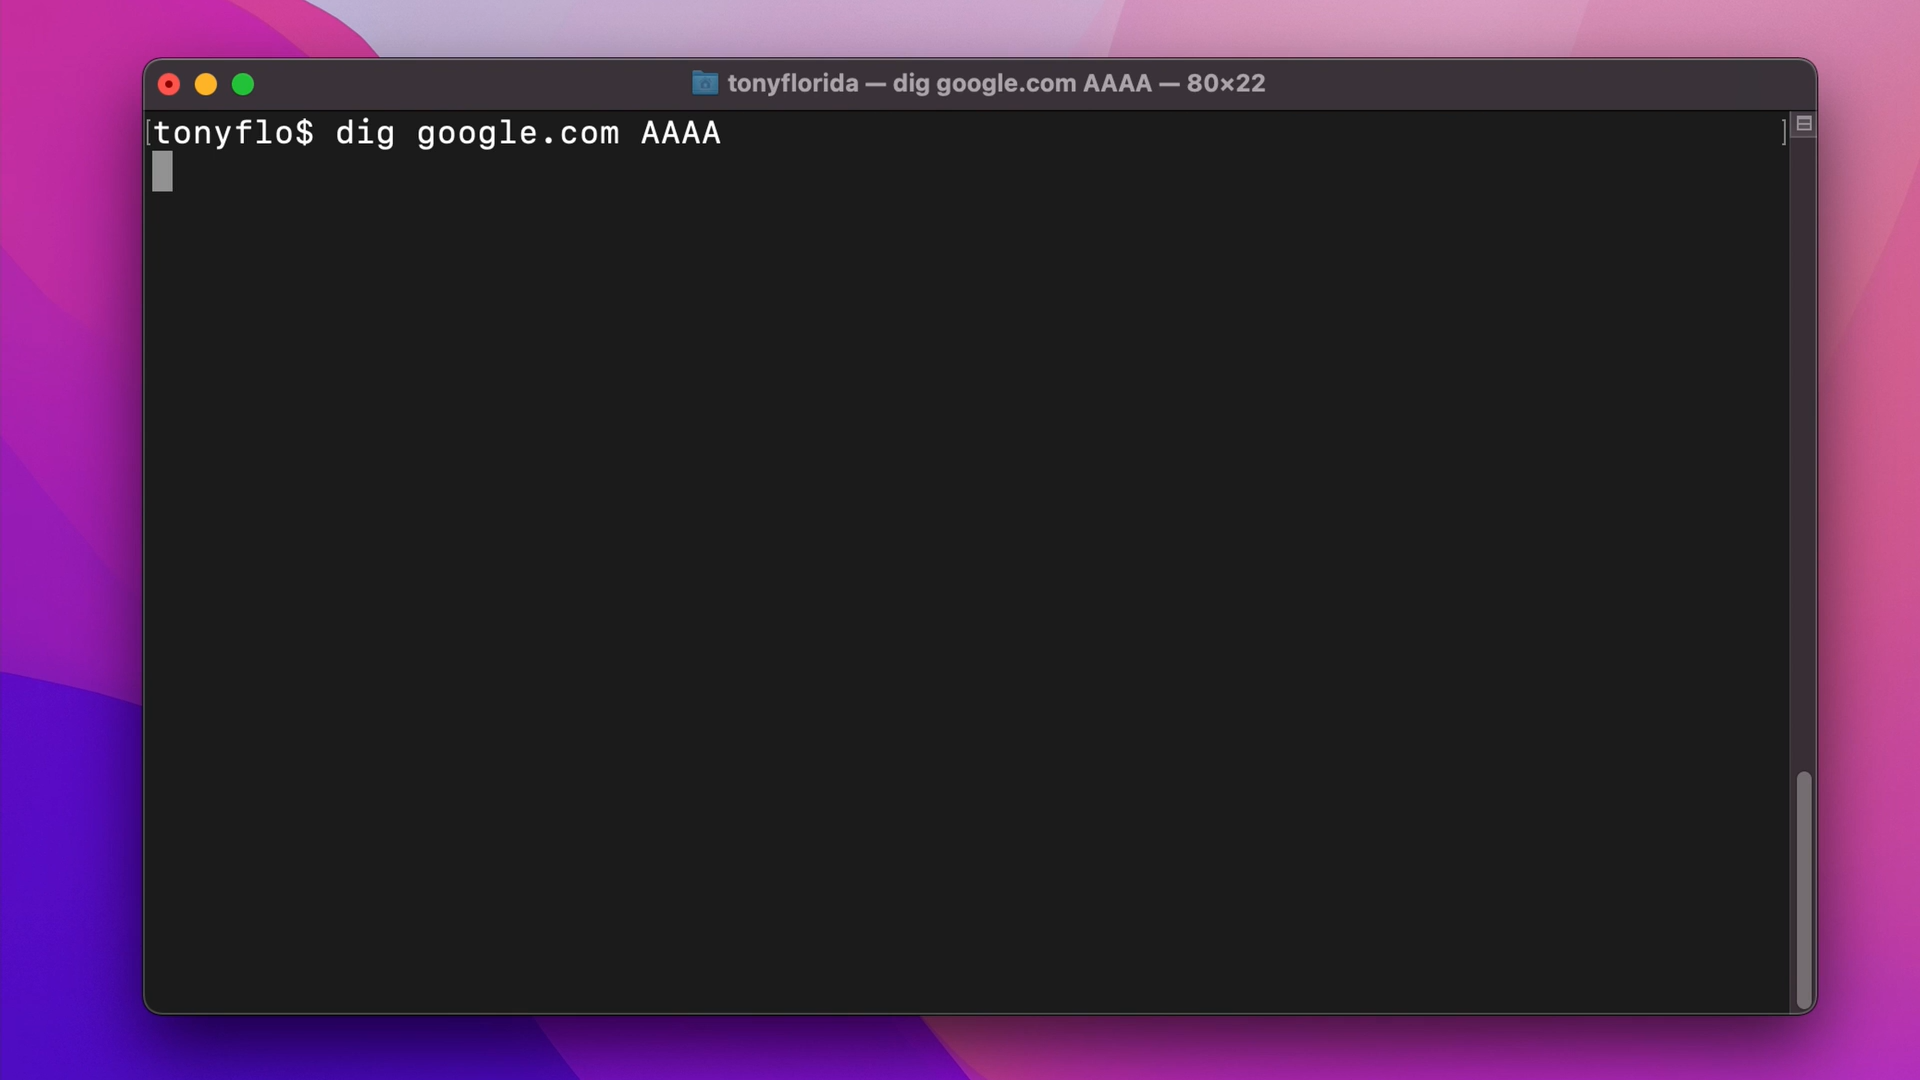 tonyflorida — dig google.com AAAA — 80×22
[tonyflo$ dig google.com AAAA ]